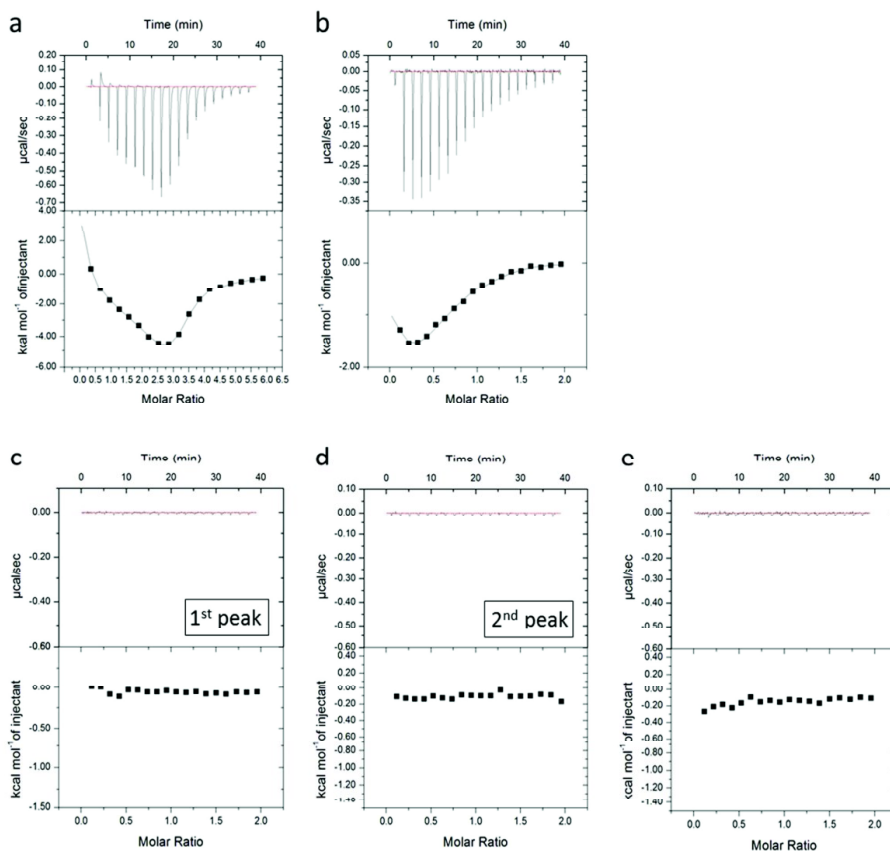 a
b
Time (min)
0 10 20 30 40
0.20
0.10
0.00
-0.10
-0.30
-0.40
-0.50
-0.60
-0.70
µcal/sec
4.00
2.00
0.00
-2.00
-4.00
-6.00
kcal mol⁻¹ of injectant
0.0 0.5 1.0 1.5 2.0 2.5 3.0 3.5 4.0 4.5 5.0 5.5 6.0 6.5
Molar Ratio
Time (min)
0 10 20 30 40
0.05
0.00
-0.05
-0.10
-0.15
-0.20
-0.25
-0.30
-0.35
µcal/sec
0.00
-2.00
kcal mol⁻¹ of injectant
0.0 0.5 1.0 1.5 2.0
Molar Ratio
c
d
Time (min)
0 10 20 30 40
0.00
-0.20
-0.40
-0.60
µcal/sec
1st peak
0.00
-0.50
-1.00
-1.50
kcal mol⁻¹ of injectant
0.0 0.5 1.0 1.5 2.0
Molar Ratio
Time (min)
0 10 20 30 40
0.10
0.00
-0.10
-0.20
-0.30
-0.40
-0.50
-0.60
µcal/sec
2nd peak
0.40
0.20
0.00
-0.20
-0.40
-0.60
-0.80
-1.00
-1.20
kcal mol⁻¹ of injectant
0.0 0.5 1.0 1.5 2.0
Molar Ratio
Time (min)
0 10 20 30 40
0.10
0.00
-0.10
-0.20
-0.30
-0.40
-0.50
-0.60
µcal/sec
0.40
0.20
0.00
-0.20
-0.40
-0.60
-0.80
-1.00
-1.20
-1.40
kcal mol⁻¹ of injectant
0.0 0.5 1.0 1.5 2.0
Molar Ratio